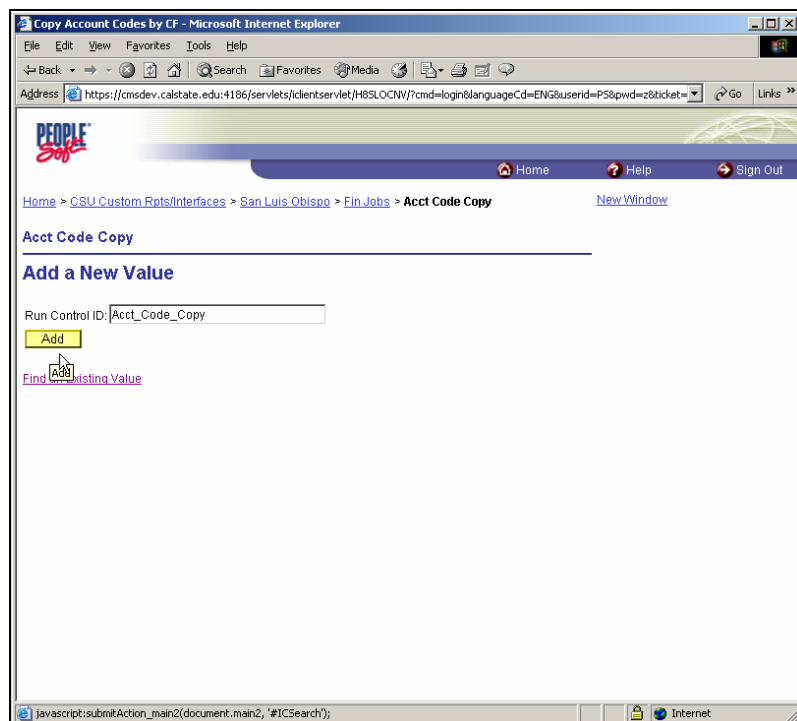 Copy Account Codes by CF - Microsoft Internet Explorer
File Edit View Favorites Tools Help
Back Search Favorites Media
Address https://cmsdev.calstate.edu:4186/servlets/iclientservlet/H8SLOCNV/?cmd=login&languageCd=ENG&userid=PS&pwd=z&ticket= Go Links »
PEOPLE Soft
Home Help Sign Out
Home > CSU Custom Rpts/Interfaces > San Luis Obispo > Fin Jobs > Acct Code Copy New Window
Acct Code Copy
Add a New Value
Run Control ID: Acct_Code_Copy
Add
Add
Find an Existing Value
javascript:submitAction_main2(document.main2, '#ICSearch'); Internet